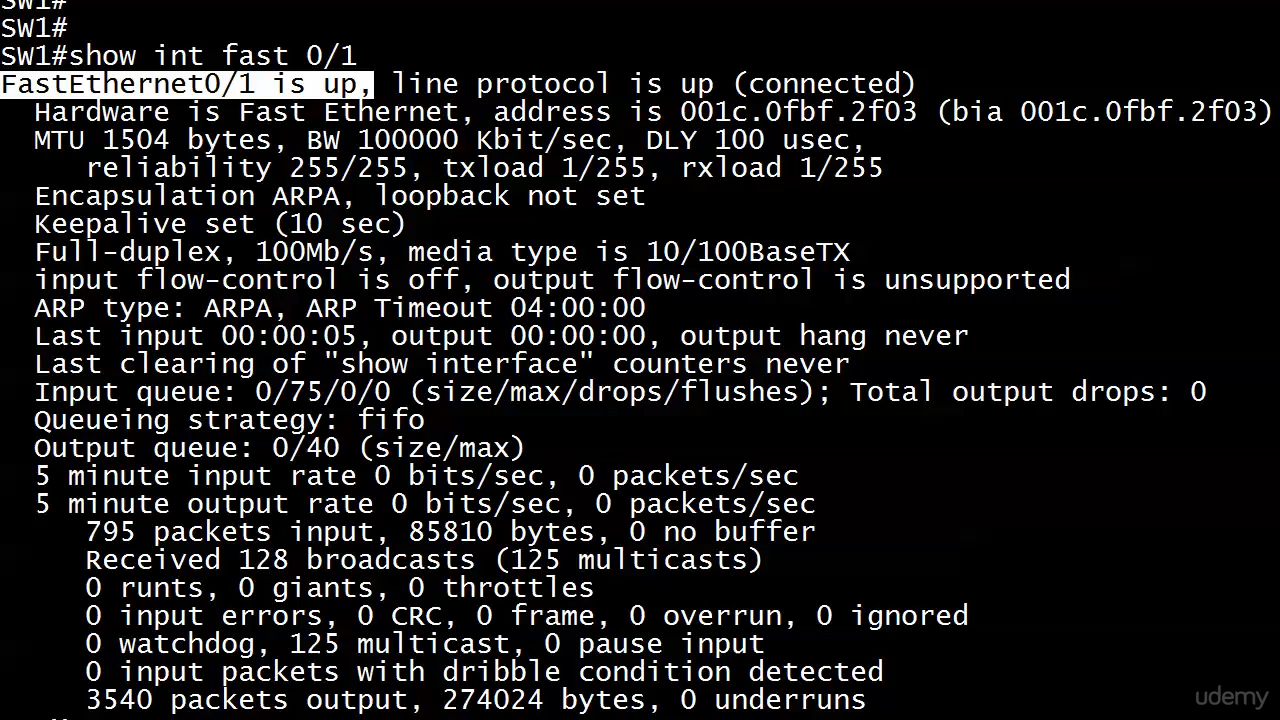 SW1#
SW1#
SW1#show int fast 0/1
FastEthernet0/1 is up, line protocol is up (connected)
Hardware is Fast Ethernet, address is 001c.0fbf.2f03 (bia 001c.0fbf.2f03)
MTU 1504 bytes, BW 100000 Kbit/sec, DLY 100 usec,
reliability 255/255, txload 1/255, rxload 1/255
Encapsulation ARPA, loopback not set
Keepalive set (10 sec)
Full-duplex, 100Mb/s, media type is 10/100BaseTX
input flow-control is off, output flow-control is unsupported
ARP type: ARPA, ARP Timeout 04:00:00
Last input 00:00:05, output 00:00:00, output hang never
Last clearing of "show interface" counters never
Input queue: 0/75/0/0 (size/max/drops/flushes); Total output drops: 0
Queueing strategy: fifo
Output queue: 0/40 (size/max)
5 minute input rate 0 bits/sec, 0 packets/sec
5 minute output rate 0 bits/sec, 0 packets/sec
795 packets input, 85810 bytes, 0 no buffer
Received 128 broadcasts (125 multicasts)
0 runts, 0 giants, 0 throttles
0 input errors, 0 CRC, 0 frame, 0 overrun, 0 ignored
0 watchdog, 125 multicast, 0 pause input
0 input packets with dribble condition detected
3540 packets output, 274024 bytes, 0 underruns
udemy